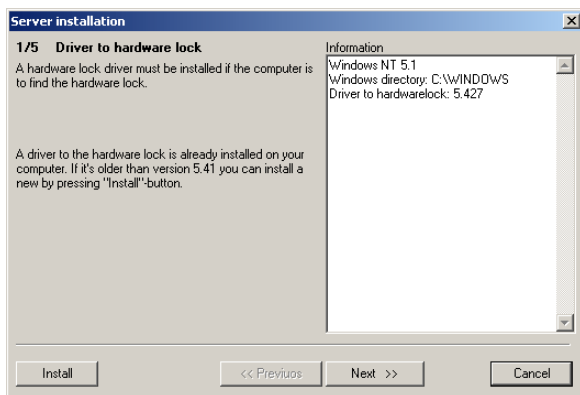 Server installation
1/5 Driver to hardware lock
A hardware lock driver must be installed if the computer is
to find the hardware lock.
A driver to the hardware lock is already installed on your
computer. If it's older than version 5.41 you can install a
new by pressing "Install"-button.
Information
Windows NT 5.1
Windows directory: C:\WINDOWS
Driver to hardwarelock: 5.427
Install
<< Previuos
Next >>
Cancel